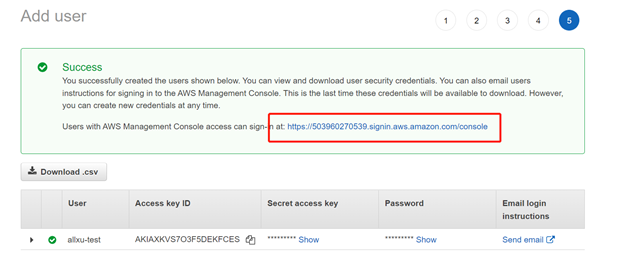 Add user
1 2 3 4 5
Success
You successfully created the users shown below. You can view and download user security credentials. You can also email users
instructions for signing in to the AWS Management Console. This is the last time these credentials will be available to download. However,
you can create new credentials at any time.
Users with AWS Management Console access can sign-in at: https://503960270539.signin.aws.amazon.com/console
Download .csv
User Access key ID Secret access key Password Email login
instructions
allxu-test AKIAXKVS7O3F5DEKFCES ********* Show ********* Show Send email